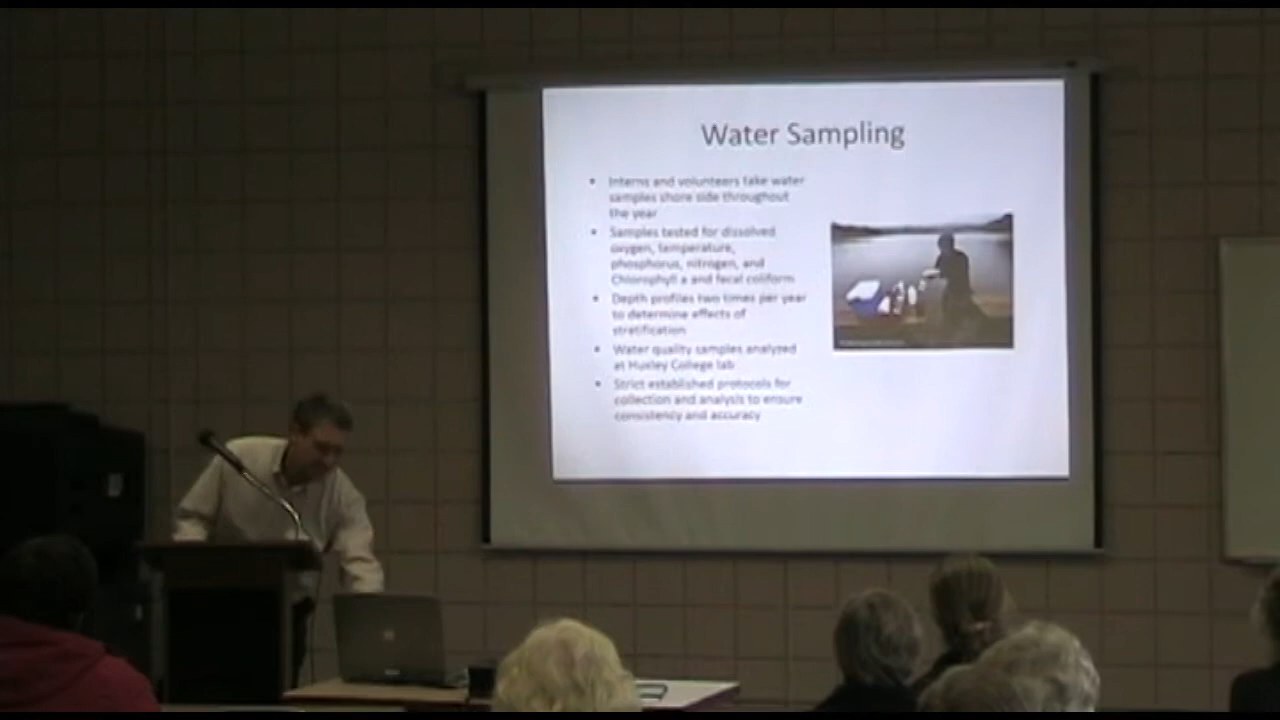 Water Sampling
• Interns and volunteers take water
samples shore side throughout
the year
• Samples tested for dissolved
oxygen, temperature,
phosphorus, nitrogen, and
Chlorophyll a and fecal coliform
• Depth profiles two times per year
to determine effects of
stratification
• Water quality samples analyzed
at Huxley College lab
• Strict established protocols for
collection and analysis to ensure
consistency and accuracy